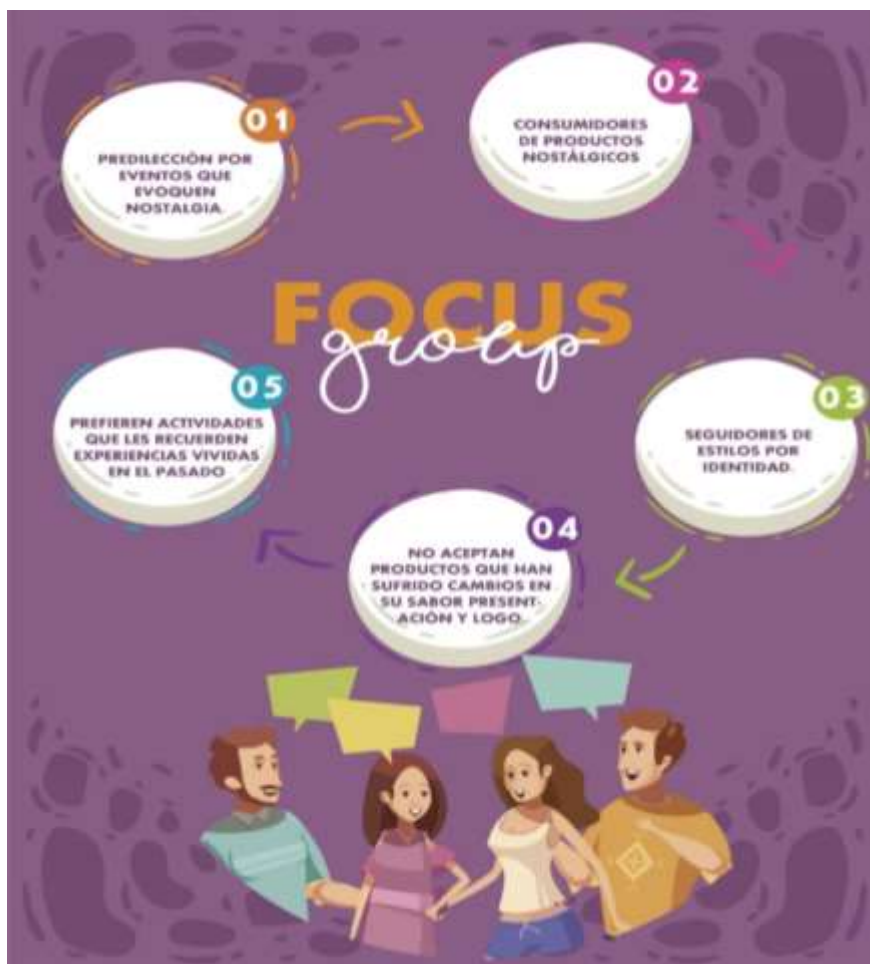 01
PREDILECCIÓN POR
EVENTOS QUE
EVOQUEN
NOSTALGIA.
02
CONSUMIDORES
DE PRODUCTOS
NOSTÁLGICOS
FOCUS
group
03
SEGUIDORES DE
ESTILOS POR
IDENTIDAD.
04
NO ACEPTAN
PRODUCTOS QUE HAN
SUFRIDO CAMBIOS EN
SU SABOR PRESENT-
ACIÓN Y LOGO.
05
PREFIEREN ACTIVIDADES
QUE LES RECUERDEN
EXPERIENCIAS VIVIDAS
EN EL PASADO